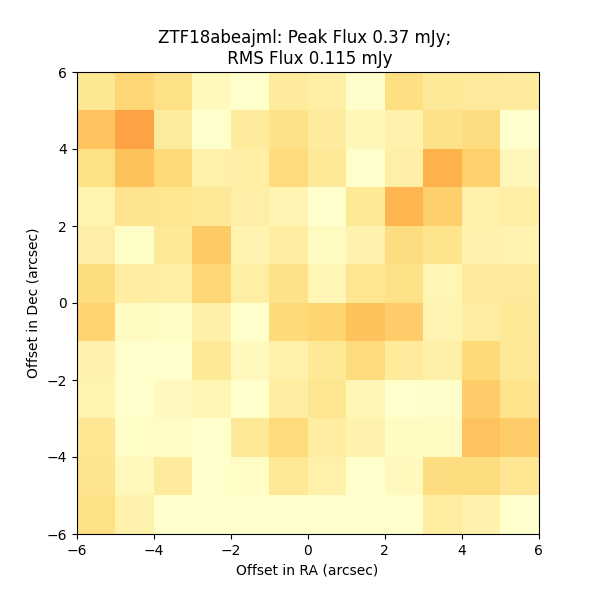 ZTF18abeajml: Peak Flux 0.37 mJy;
RMS Flux 0.115 mJy
6
4
2
0
−2
−4
−6
Offset in Dec (arcsec)
−6 −4 −2 0 2 4 6
Offset in RA (arcsec)